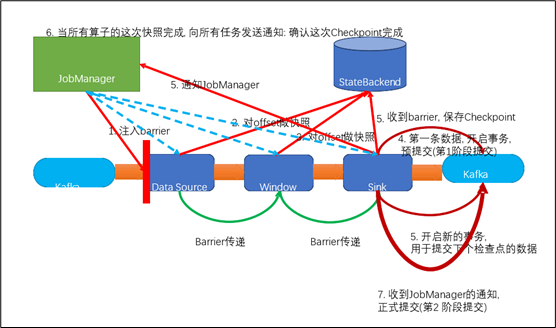 6. 当所有算子的这次快照完成, 向所有任务发送通知: 确认这次Checkpoint完成
JobManager
StateBackend
5. 通知JobManager
5. 收到barrier, 保存Checkpoint
1. 注入barrier
2. 对offset做快照
3. 对offset做快照
4. 第一条数据, 开启事务,
预提交(第1阶段提交)
Kafka
Data Source
Window
Sink
Kafka
Barrier传递
Barrier传递
5. 开启新的事务,
用于提交下个检查点的数据
7. 收到JobManager的通知,
正式提交(第2 阶段提交)